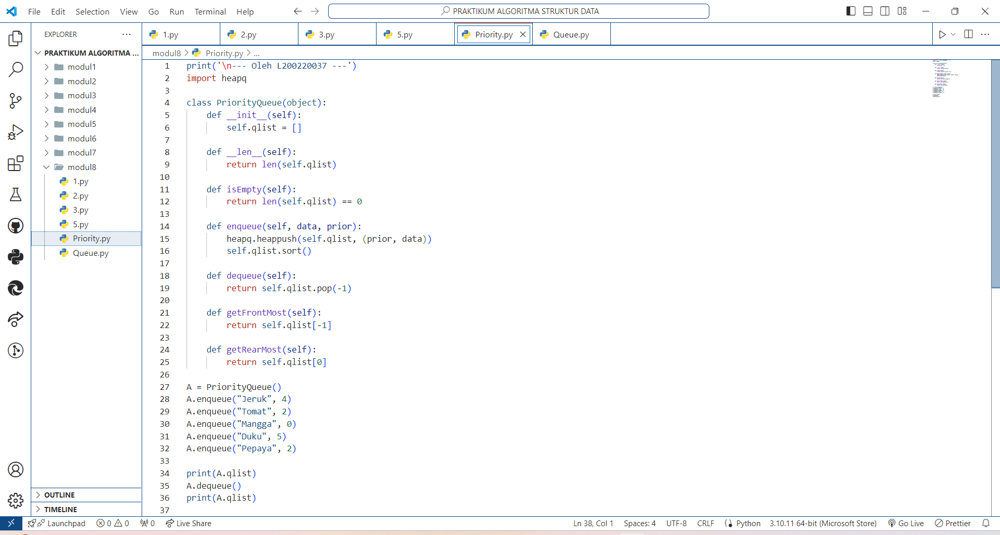 File Edit Selection View Go Run Terminal Help
PRAKTIKUM ALGORITMA STRUKTUR DATA
EXPLORER
1.py 2.py 3.py 5.py Priority.py Queue.py
modul8 > Priority.py > ...
PRAKTIKUM ALGORITMA ...
modul1
modul2
modul3
modul4
modul5
modul6
modul7
modul8
1.py
2.py
3.py
5.py
Priority.py
Queue.py
OUTLINE
TIMELINE
1 print('\n--- Oleh L200220037 ---')
2 import heapq
3
4 class PriorityQueue(object):
5     def __init__(self):
6         self.qlist = []
7
8     def __len__(self):
9         return len(self.qlist)
10
11     def isEmpty(self):
12         return len(self.qlist) == 0
13
14     def enqueue(self, data, prior):
15         heapq.heappush(self.qlist, (prior, data))
16         self.qlist.sort()
17
18     def dequeue(self):
19         return self.qlist.pop(-1)
20
21     def getFrontMost(self):
22         return self.qlist[-1]
23
24     def getRearMost(self):
25         return self.qlist[0]
26
27 A = PriorityQueue()
28 A.enqueue("Jeruk", 4)
29 A.enqueue("Tomat", 2)
30 A.enqueue("Mangga", 0)
31 A.enqueue("Duku", 5)
32 A.enqueue("Pepaya", 2)
33
34 print(A.qlist)
35 A.dequeue()
36 print(A.qlist)
37
Launchpad 0 0 0 Live Share Ln 38, Col 1 Spaces: 4 UTF-8 CRLF Python 3.10.11 64-bit (Microsoft Store) Go Live Prettier